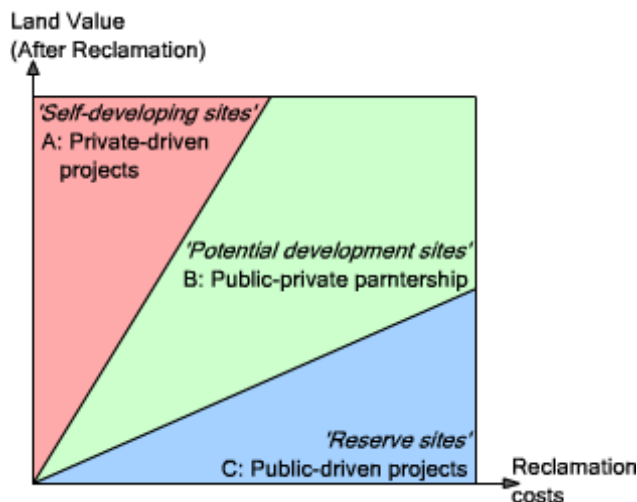 Land Value
(After Reclamation)
'Self-developing sites'
A: Private-driven
projects
'Potential development sites'
B: Public-private parntership
'Reserve sites'
C: Public-driven projects
Reclamation
costs